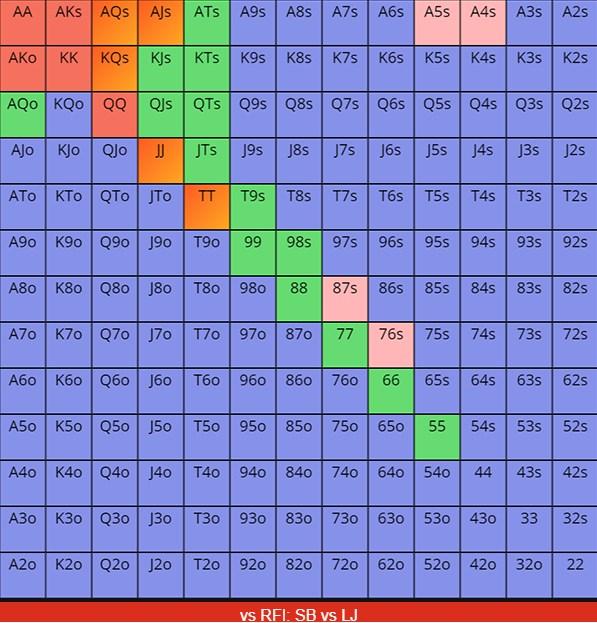 AA AKs AQs AJs ATs A9s A8s A7s A6s A5s A4s A3s A2s
AKo KK KQs KJs KTs K9s K8s K7s K6s K5s K4s K3s K2s
AQo KQo QQ QJs QTs Q9s Q8s Q7s Q6s Q5s Q4s Q3s Q2s
AJo KJo QJo JJ JTs J9s J8s J7s J6s J5s J4s J3s J2s
ATo KTo QTo JTo TT T9s T8s T7s T6s T5s T4s T3s T2s
A9o K9o Q9o J9o T9o 99 98s 97s 96s 95s 94s 93s 92s
A8o K8o Q8o J8o T8o 98o 88 87s 86s 85s 84s 83s 82s
A7o K7o Q7o J7o T7o 97o 87o 77 76s 75s 74s 73s 72s
A6o K6o Q6o J6o T6o 96o 86o 76o 66 65s 64s 63s 62s
A5o K5o Q5o J5o T5o 95o 85o 75o 65o 55 54s 53s 52s
A4o K4o Q4o J4o T4o 94o 84o 74o 64o 54o 44 43s 42s
A3o K3o Q3o J3o T3o 93o 83o 73o 63o 53o 43o 33 32s
A2o K2o Q2o J2o T2o 92o 82o 72o 62o 52o 42o 32o 22
vs RFI: SB vs LJ